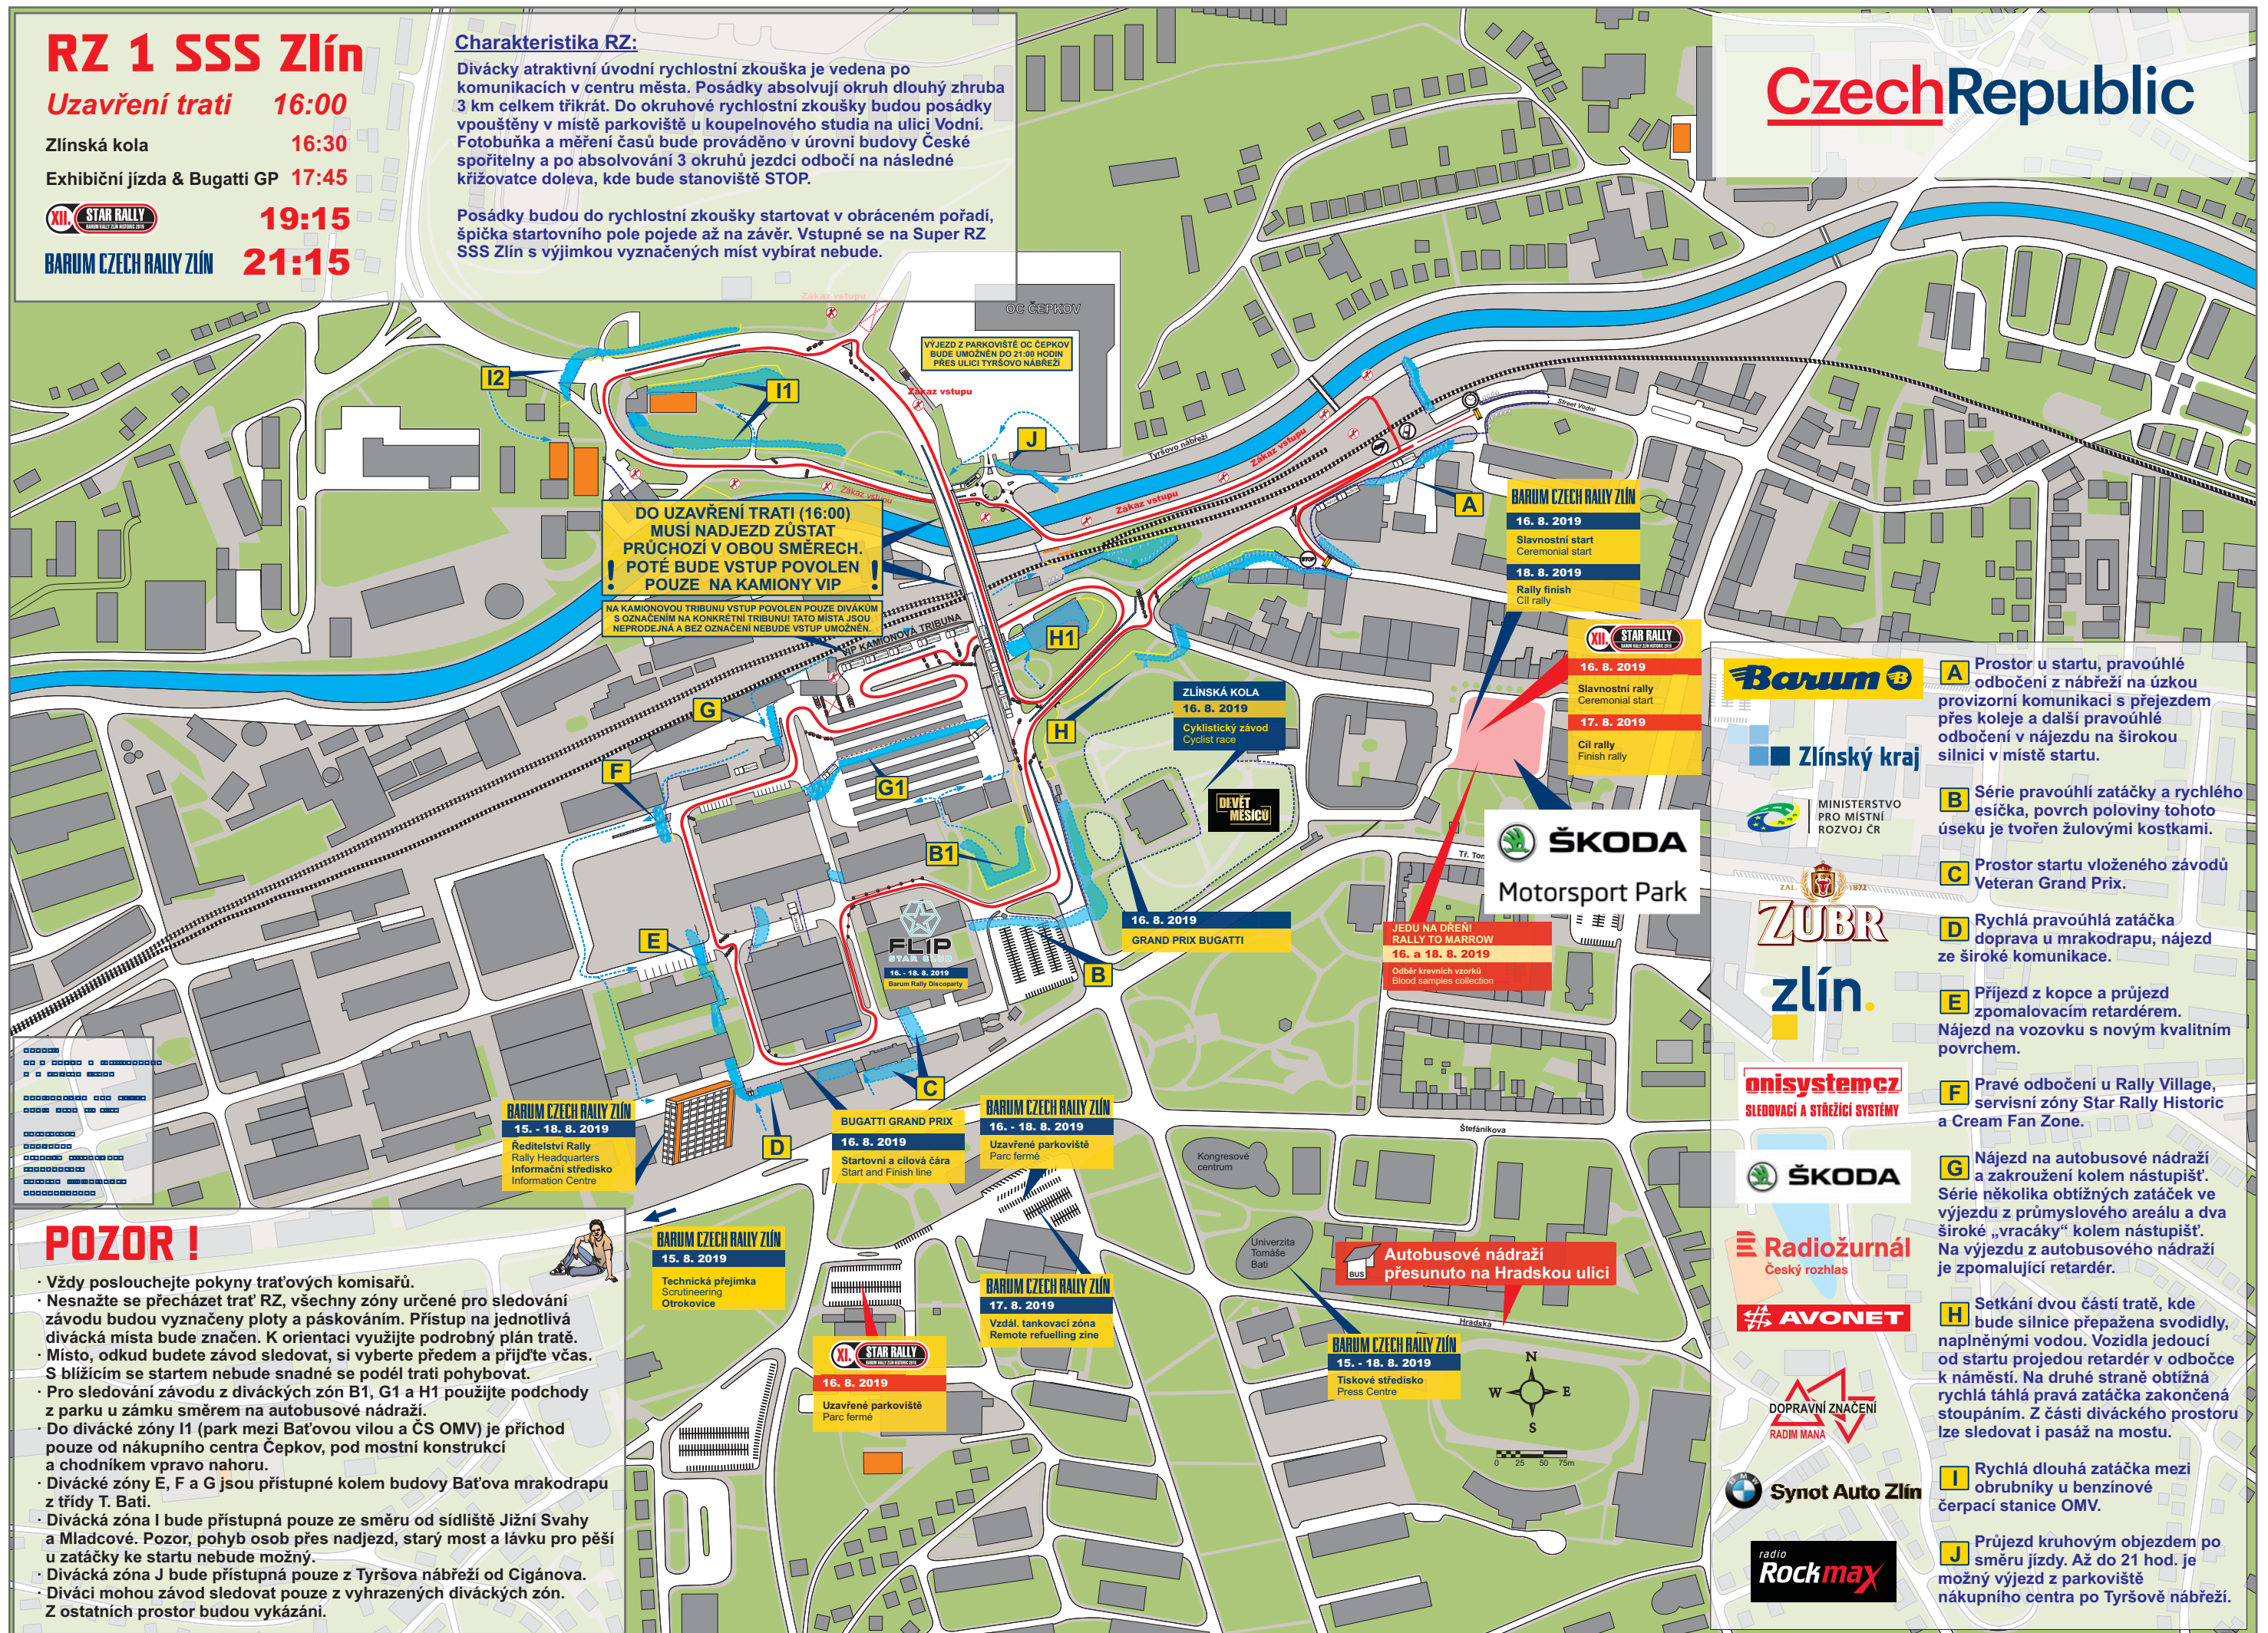 RZ 1 SSS Zlín
Uzavření trati 16:00
Zlínská kola 16:30
Exhibiční jízda & Bugatti GP 17:45
XII. STAR RALLY 19:15
BARUM CZECH RALLY ZLÍN 21:15
Charakteristika RZ:
Divácky atraktivní úvodní rychlostní zkouška je vedena po
komunikacích v centru města. Posádky absolvují okruh dlouhý zhruba
3 km celkem třikrát. Do okruhové rychlostní zkoušky budou posádky
vpouštěny v místě parkoviště u koupelnového studia na ulici Vodní.
Fotobuňka a měření časů bude prováděno v úrovni budovy České
spořitelny a po absolvování 3 okruhů jezdci odbočí na následné
křižovatce doleva, kde bude stanoviště STOP.
Posádky budou do rychlostní zkoušky startovat v obráceném pořadí,
špička startovního pole pojede až na závěr. Vstupné se na Super RZ
SSS Zlín s výjimkou vyznačených míst vybírat nebude.
CzechRepublic
Zákaz vstupu
OC ČEPKOV
VÝJEZD Z PARKOVIŠTĚ OC ČEPKOV
BUDE UMOŽNĚN DO 21:00 HODIN
PŘES ULICI TYRŠOVO NÁBŘEŽÍ
I2
I1
Zákaz vstupu
J
Tyršovo nábřeží
Zákaz vstupu
Street Vodní
Zákaz vstupu
Zákaz vstupu
A
DO UZAVŘENÍ TRATI (16:00)
MUSÍ NADJEZD ZŮSTAT
PRŮCHOZÍ V OBOU SMĚRECH.
! POTÉ BUDE VSTUP POVOLEN !
POUZE NA KAMIONY VIP
NA KAMIONOVOU TRIBUNU VSTUP POVOLEN POUZE DIVÁKŮM
S OZNAČENÍM NA KONKRÉTNÍ TRIBUNU! TATO MÍSTA JSOU
NEPRODEJNÁ A BEZ OZNAČENÍ NEBUDE VSTUP UMOŽNĚN.
VIP KAMIONOVÁ TRIBUNA
STOP
H1
BARUM CZECH RALLY ZLÍN
16. 8. 2019
Slavnostní start
Ceremonial start
18. 8. 2019
Rally finish
Cíl rally
XII. STAR RALLY
16. 8. 2019
Slavnostní rally
Ceremonial start
17. 8. 2019
Cíl rally
Finish rally
ZLÍNSKÁ KOLA
16. 8. 2019
Cyklistický závod
Cyclist race
G
H
F
G1
DEVĚT
MĚSÍCŮ
B1
ŠKODA
Motorsport Park
Tř. Tom
16. 8. 2019
GRAND PRIX BUGATTI
FLIP
STAR CLUB
16. - 18. 8. 2019
Barum Rally Discoparty
E
B
JEDU NA DŘEŇ!
RALLY TO MARROW
16. a 18. 8. 2019
Odběr krevních vzorků
Blood samples collection
C
D
BARUM CZECH RALLY ZLÍN
15. - 18. 8. 2019
Ředitelství Rally
Rally Headquarters
Informační středisko
Information Centre
BUGATTI GRAND PRIX
16. 8. 2019
Startovní a cílová čára
Start and Finish line
BARUM CZECH RALLY ZLÍN
16. - 18. 8. 2019
Uzavřené parkoviště
Parc fermé
Štefánikova
Kongresové
centrum
Univerzita
Tomáše
Bati
BUS
Autobusové nádraží
přesunuto na Hradskou ulici
Hradská
BARUM CZECH RALLY ZLÍN
15. 8. 2019
Technická přejímka
Scrutineering
Otrokovice
BARUM CZECH RALLY ZLÍN
17. 8. 2019
Vzdál. tankovací zóna
Remote refuelling zine
XI. STAR RALLY
16. 8. 2019
Uzavřené parkoviště
Parc fermé
BARUM CZECH RALLY ZLÍN
15. - 18. 8. 2019
Tiskové středisko
Press Centre
N
W E
S
0 25 50 75m
POZOR !
· Vždy poslouchejte pokyny traťových komisařů.
· Nesnažte se přecházet trať RZ, všechny zóny určené pro sledování
závodu budou vyznačeny ploty a páskováním. Přístup na jednotlivá
divácká místa bude značen. K orientaci využijte podrobný plán tratě.
· Místo, odkud budete závod sledovat, si vyberte předem a přijďte včas.
S blížícím se startem nebude snadné se podél trati pohybovat.
· Pro sledování závodu z diváckých zón B1, G1 a H1 použijte podchody
z parku u zámku směrem na autobusové nádraží.
· Do divácké zóny I1 (park mezi Baťovou vilou a ČS OMV) je příchod
pouze od nákupního centra Čepkov, pod mostní konstrukcí
a chodníkem vpravo nahoru.
· Divácké zóny E, F a G jsou přístupné kolem budovy Baťova mrakodrapu
z třídy T. Bati.
· Divácká zóna I bude přístupná pouze ze směru od sídliště Jižní Svahy
a Mladcové. Pozor, pohyb osob přes nadjezd, starý most a lávku pro pěší
u zatáčky ke startu nebude možný.
· Divácká zóna J bude přístupná pouze z Tyršova nábřeží od Cigánova.
· Diváci mohou závod sledovat pouze z vyhrazených diváckých zón.
Z ostatních prostor budou vykázáni.
Barum
Zlínský kraj
MINISTERSTVO
PRO MÍSTNÍ
ROZVOJ ČR
ZAL. 1872
ZUBR
zlín.
onisystem.cz
SLEDOVACÍ A STŘEŽÍCÍ SYSTÉMY
ŠKODA
Radiožurnál
Český rozhlas
AVONET
DOPRAVNÍ ZNAČENÍ
RADIM MANA
BMW
Synot Auto Zlín
radio
Rockmax
A Prostor u startu, pravoúhlé
odbočení z nábřeží na úzkou
provizorní komunikaci s přejezdem
přes koleje a další pravoúhlé
odbočení v nájezdu na širokou
silnici v místě startu.
B Série pravoúhlí zatáčky a rychlého
esíčka, povrch poloviny tohoto
úseku je tvořen žulovými kostkami.
C Prostor startu vloženého závodů
Veteran Grand Prix.
D Rychlá pravoúhlá zatáčka
doprava u mrakodrapu, nájezd
ze široké komunikace.
E Příjezd z kopce a průjezd
zpomalovacím retardérem.
Nájezd na vozovku s novým kvalitním
povrchem.
F Pravé odbočení u Rally Village,
servisní zóny Star Rally Historic
a Cream Fan Zone.
G Nájezd na autobusové nádraží
a zakroužení kolem nástupišť.
Série několika obtížných zatáček ve
výjezdu z průmyslového areálu a dva
široké „vracáky“ kolem nástupišť.
Na výjezdu z autobusového nádraží
je zpomalující retardér.
H Setkání dvou částí tratě, kde
bude silnice přepažena svodidly,
naplněnými vodou. Vozidla jedoucí
od startu projedou retardér v odbočce
k náměstí. Na druhé straně obtížná
rychlá táhlá pravá zatáčka zakončená
stoupáním. Z části diváckého prostoru
lze sledovat i pasáž na mostu.
I Rychlá dlouhá zatáčka mezi
obrubníky u benzínové
čerpací stanice OMV.
J Průjezd kruhovým objezdem po
směru jízdy. Až do 21 hod. je
možný výjezd z parkoviště
nákupního centra po Tyršově nábřeží.